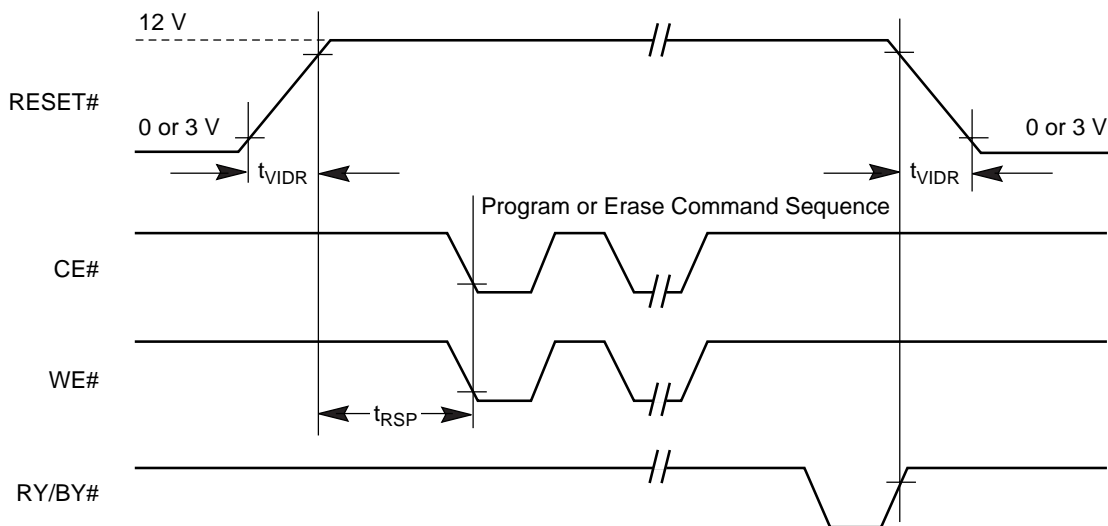 12 V
RESET#
0 or 3 V
0 or 3 V
tVIDR
tVIDR
Program or Erase Command Sequence
CE#
WE#
tRSP
RY/BY#